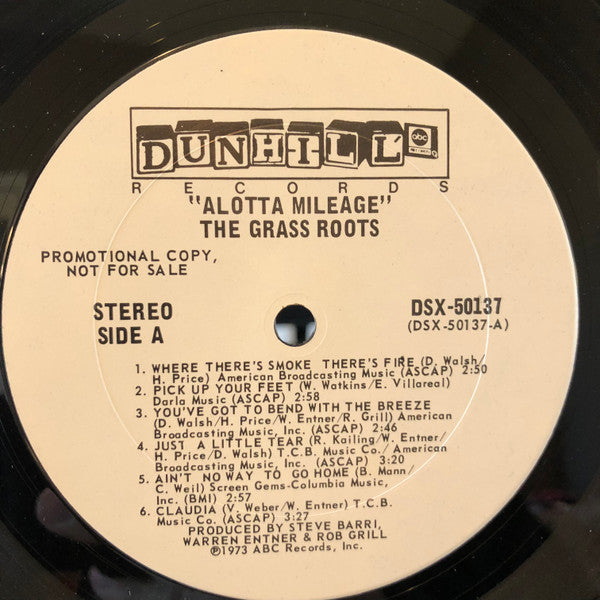 DUNHILL
abc
RECORDS
"ALOTTA MILEAGE"
THE GRASS ROOTS
PROMOTIONAL COPY,
NOT FOR SALE
STEREO
SIDE A
DSX-50137
(DSX-50137-A)
1. WHERE THERE'S SMOKE THERE'S FIRE (D. Walsh/
H. Price) American Broadcasting Music (ASCAP) 2:50
2. PICK UP YOUR FEET (W. Watkins/E. Villareal)
Darla Music (ASCAP) 2:58
3. YOU'VE GOT TO BEND WITH THE BREEZE
(D. Walsh/H. Price/W. Entner/R. Grill) American
Broadcasting Music, Inc. (ASCAP) 2:46
4. JUST A LITTLE TEAR (R. Kailing/W. Entner/
H. Price/D. Walsh) T.C.B. Music Co./American
Broadcasting Music, Inc. (ASCAP) 3:20
5. AIN'T NO WAY TO GO HOME (B. Mann/
C. Weil) Screen Gems-Columbia Music,
Inc. (BMI) 2:57
6. CLAUDIA (V. Weber/W. Entner) T.C.B.
Music Co. (ASCAP) 3:27
PRODUCED BY STEVE BARRI,
WARREN ENTNER & ROB GRILL
℗1973 ABC Records, Inc.